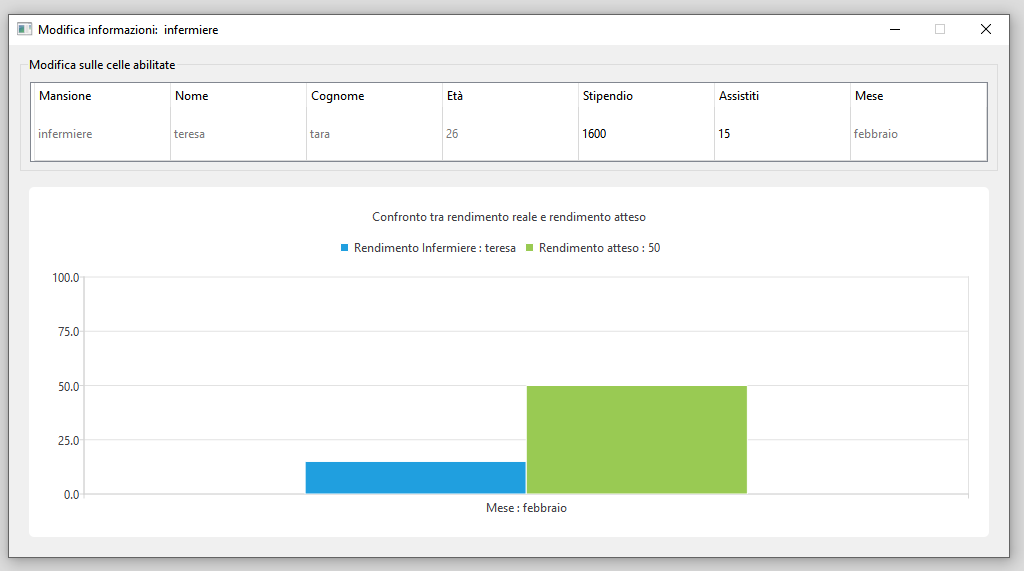 Modifica informazioni:  infermiere
Modifica sulle celle abilitate
Mansione Nome Cognome Età Stipendio Assistiti Mese
infermiere teresa tara 26 1600 15 febbraio
Confronto tra rendimento reale e rendimento atteso
Rendimento Infermiere : teresa Rendimento atteso : 50
100.0
75.0
50.0
25.0
0.0
Mese : febbraio